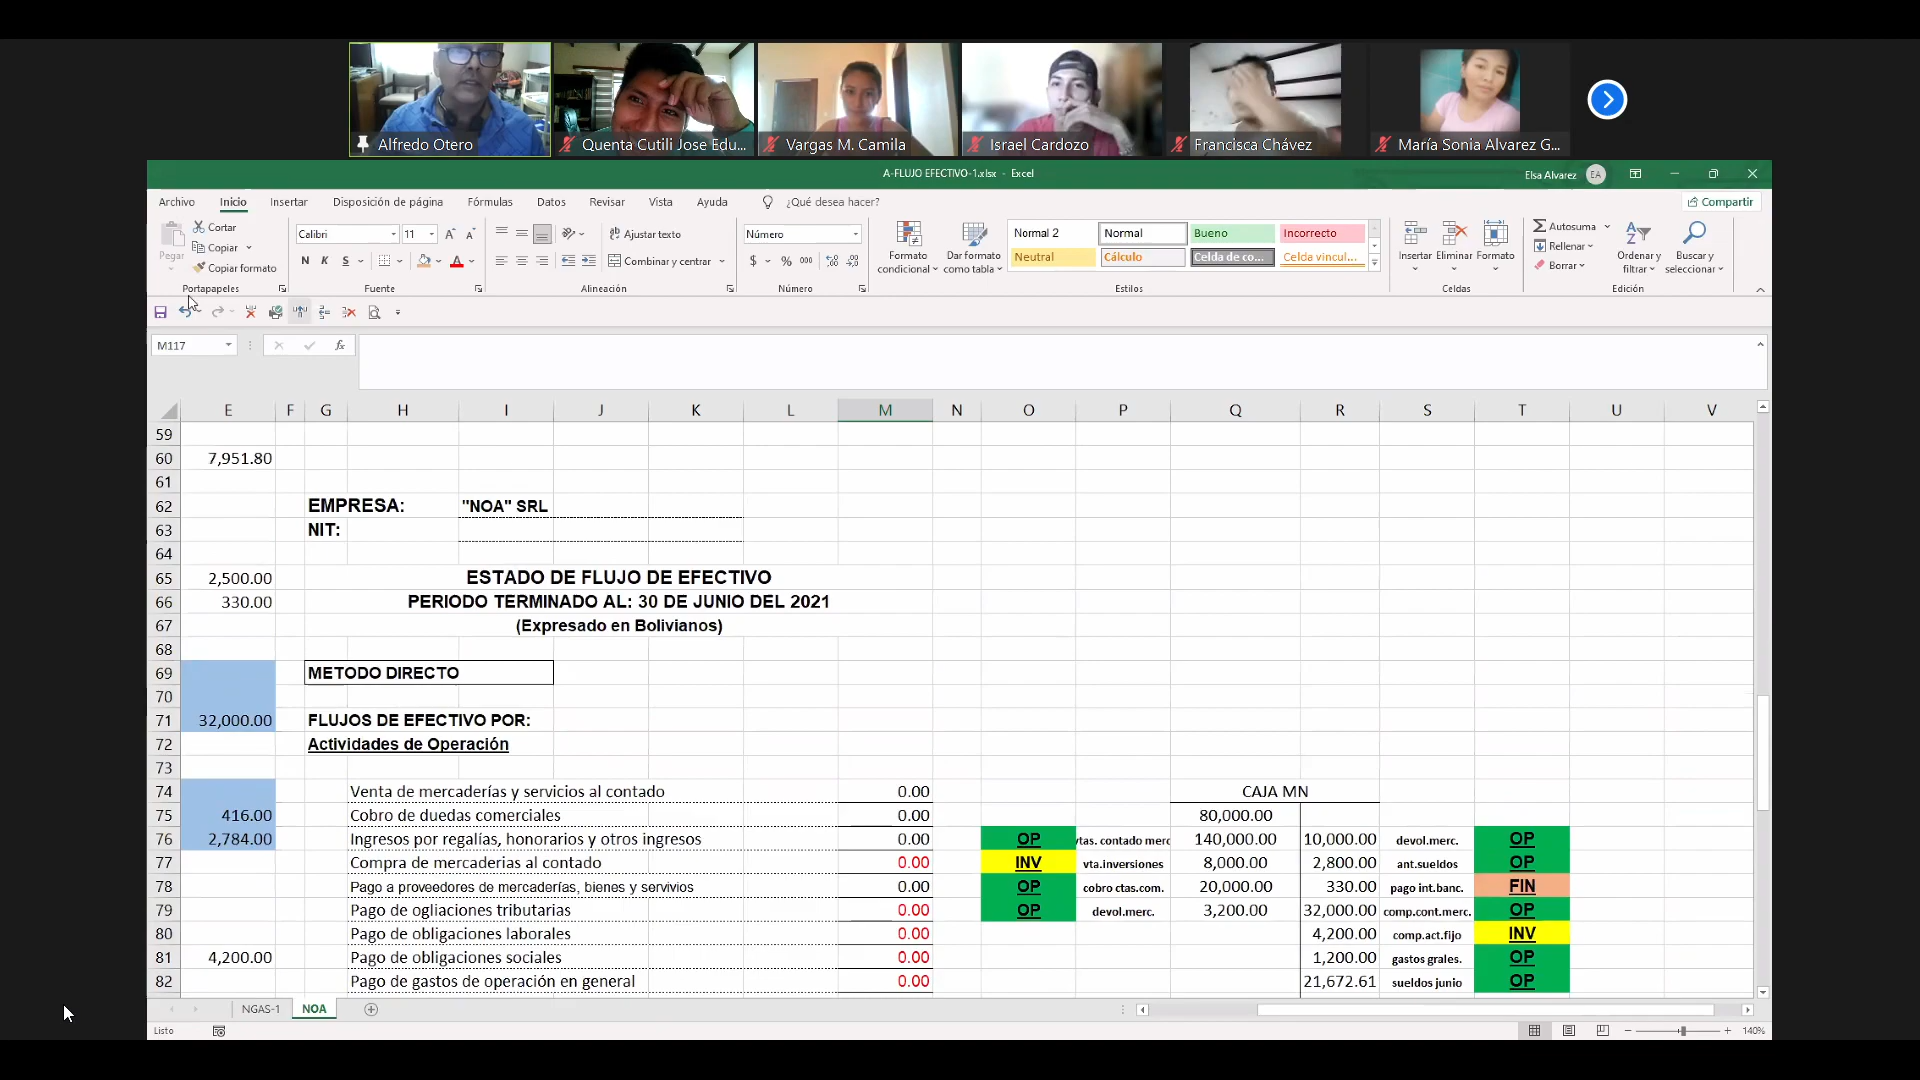 Alfredo Otero
Quenta Cutili Jose Edu...
Vargas M. Camila
Israel Cardozo
Francisca Chávez
María Sonia Alvarez G...
A-FLUJO EFECTIVO-1.xlsx - Excel
Elsa Alvarez EA
Archivo Inicio Insertar Disposición de página Fórmulas Datos Revisar Vista Ayuda ¿Qué desea hacer? Compartir
Pegar
Cortar
Copiar
Copiar formato
Portapapeles
Calibri 11
N K S
Fuente
Ajustar texto
Combinar y centrar
Alineación
Número
$ % 000
Número
Formato condicional
Dar formato como tabla
Normal 2 Normal Bueno Incorrecto
Neutral Cálculo Celda de co... Celda vincul...
Estilos
Insertar Eliminar Formato
Celdas
Autosuma
Rellenar
Borrar
Ordenar y filtrar
Buscar y seleccionar
Edición
M117 fx
E F G H I J K L M N O P Q R S T U V
59
60 7,951.80
61
62 EMPRESA: "NOA" SRL
63 NIT:
64
65 2,500.00 ESTADO DE FLUJO DE EFECTIVO
66 330.00 PERIODO TERMINADO AL: 30 DE JUNIO DEL 2021
67 (Expresado en Bolivianos)
68
69 METODO DIRECTO
70
71 32,000.00 FLUJOS DE EFECTIVO POR:
72 Actividades de Operación
73
74 Venta de mercaderías y servicios al contado 0.00 CAJA MN
75 416.00 Cobro de duedas comerciales 0.00 80,000.00
76 2,784.00 Ingresos por regalías, honorarios y otros ingresos 0.00 OP vtas. contado merc 140,000.00 10,000.00 devol.merc. OP
77 Compra de mercaderias al contado 0.00 INV vta.inversiones 8,000.00 2,800.00 ant.sueldos OP
78 Pago a proveedores de mercaderías, bienes y servivios 0.00 OP cobro ctas.com. 20,000.00 330.00 pago int.banc. FIN
79 Pago de ogliaciones tributarias 0.00 OP devol.merc. 3,200.00 32,000.00 comp.cont.merc. OP
80 Pago de obligaciones laborales 0.00 4,200.00 comp.act.fijo INV
81 4,200.00 Pago de obligaciones sociales 0.00 1,200.00 gastos grales. OP
82 Pago de gastos de operación en general 0.00 21,672.61 sueldos junio OP
NGAS-1 NOA
Listo 140%